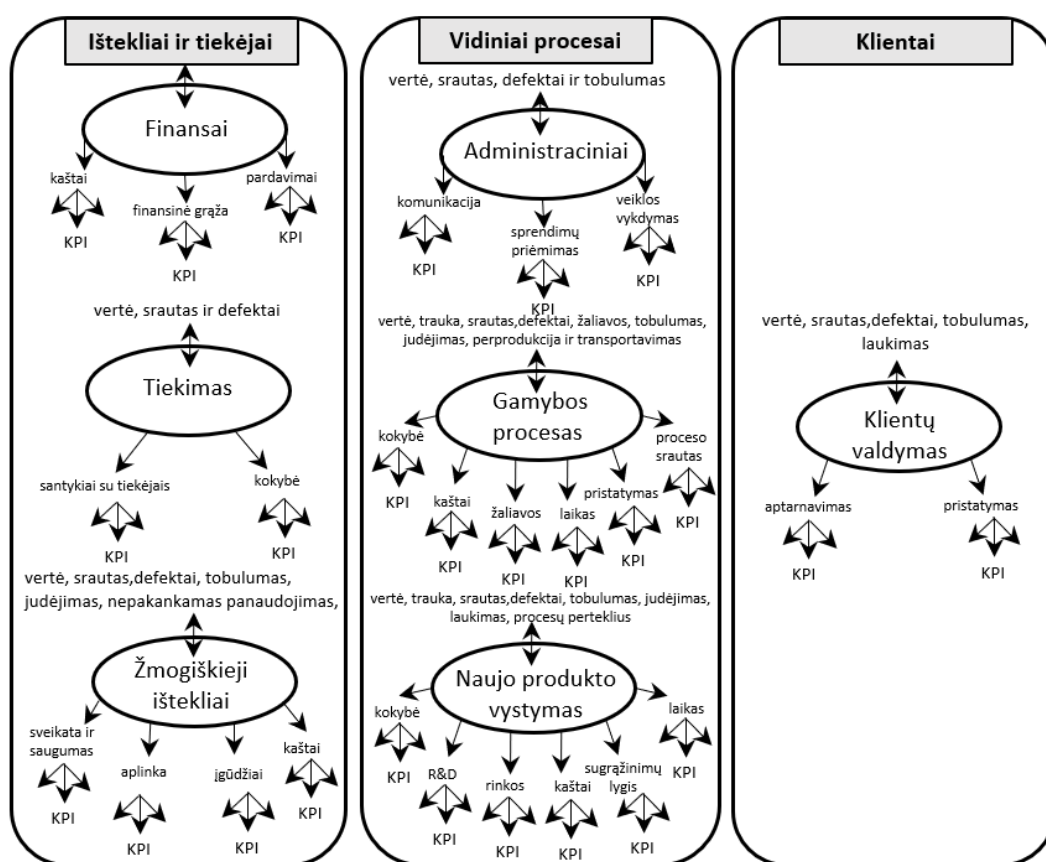 Ištekliai ir tiekėjai
Finansai
kaštai
finansinė grąža
pardavimai
KPI
KPI
KPI
vertė, srautas ir defektai
Tiekimas
santykiai su tiekėjais
kokybė
KPI
KPI
vertė, srautas,defektai, tobulumas,
judėjimas, nepakankamas panaudojimas,
Žmogiškieji
ištekliai
sveikata ir
saugumas
aplinka
įgūdžiai
kaštai
KPI
KPI
KPI
KPI
Vidiniai procesai
vertė, srautas, defektai ir tobulumas
Administraciniai
komunikacija
sprendimų
priėmimas
veiklos
vykdymas
KPI
KPI
KPI
vertė, trauka, srautas,defektai, žaliavos, tobulumas,
judėjimas, perprodukcija ir transportavimas
Gamybos
procesas
kokybė
kaštai
žaliavos
laikas
pristatymas
proceso
srautas
KPI
KPI
KPI
KPI
KPI
KPI
vertė, trauka, srautas,defektai, tobulumas, judėjimas,
laukimas, procesų perteklius
Naujo produkto
vystymas
kokybė
R&D
rinkos
kaštai
sugrąžinimų
lygis
laikas
KPI
KPI
KPI
KPI
KPI
KPI
Klientai
vertė, srautas,defektai, tobulumas,
laukimas
Klientų
valdymas
aptarnavimas
pristatymas
KPI
KPI